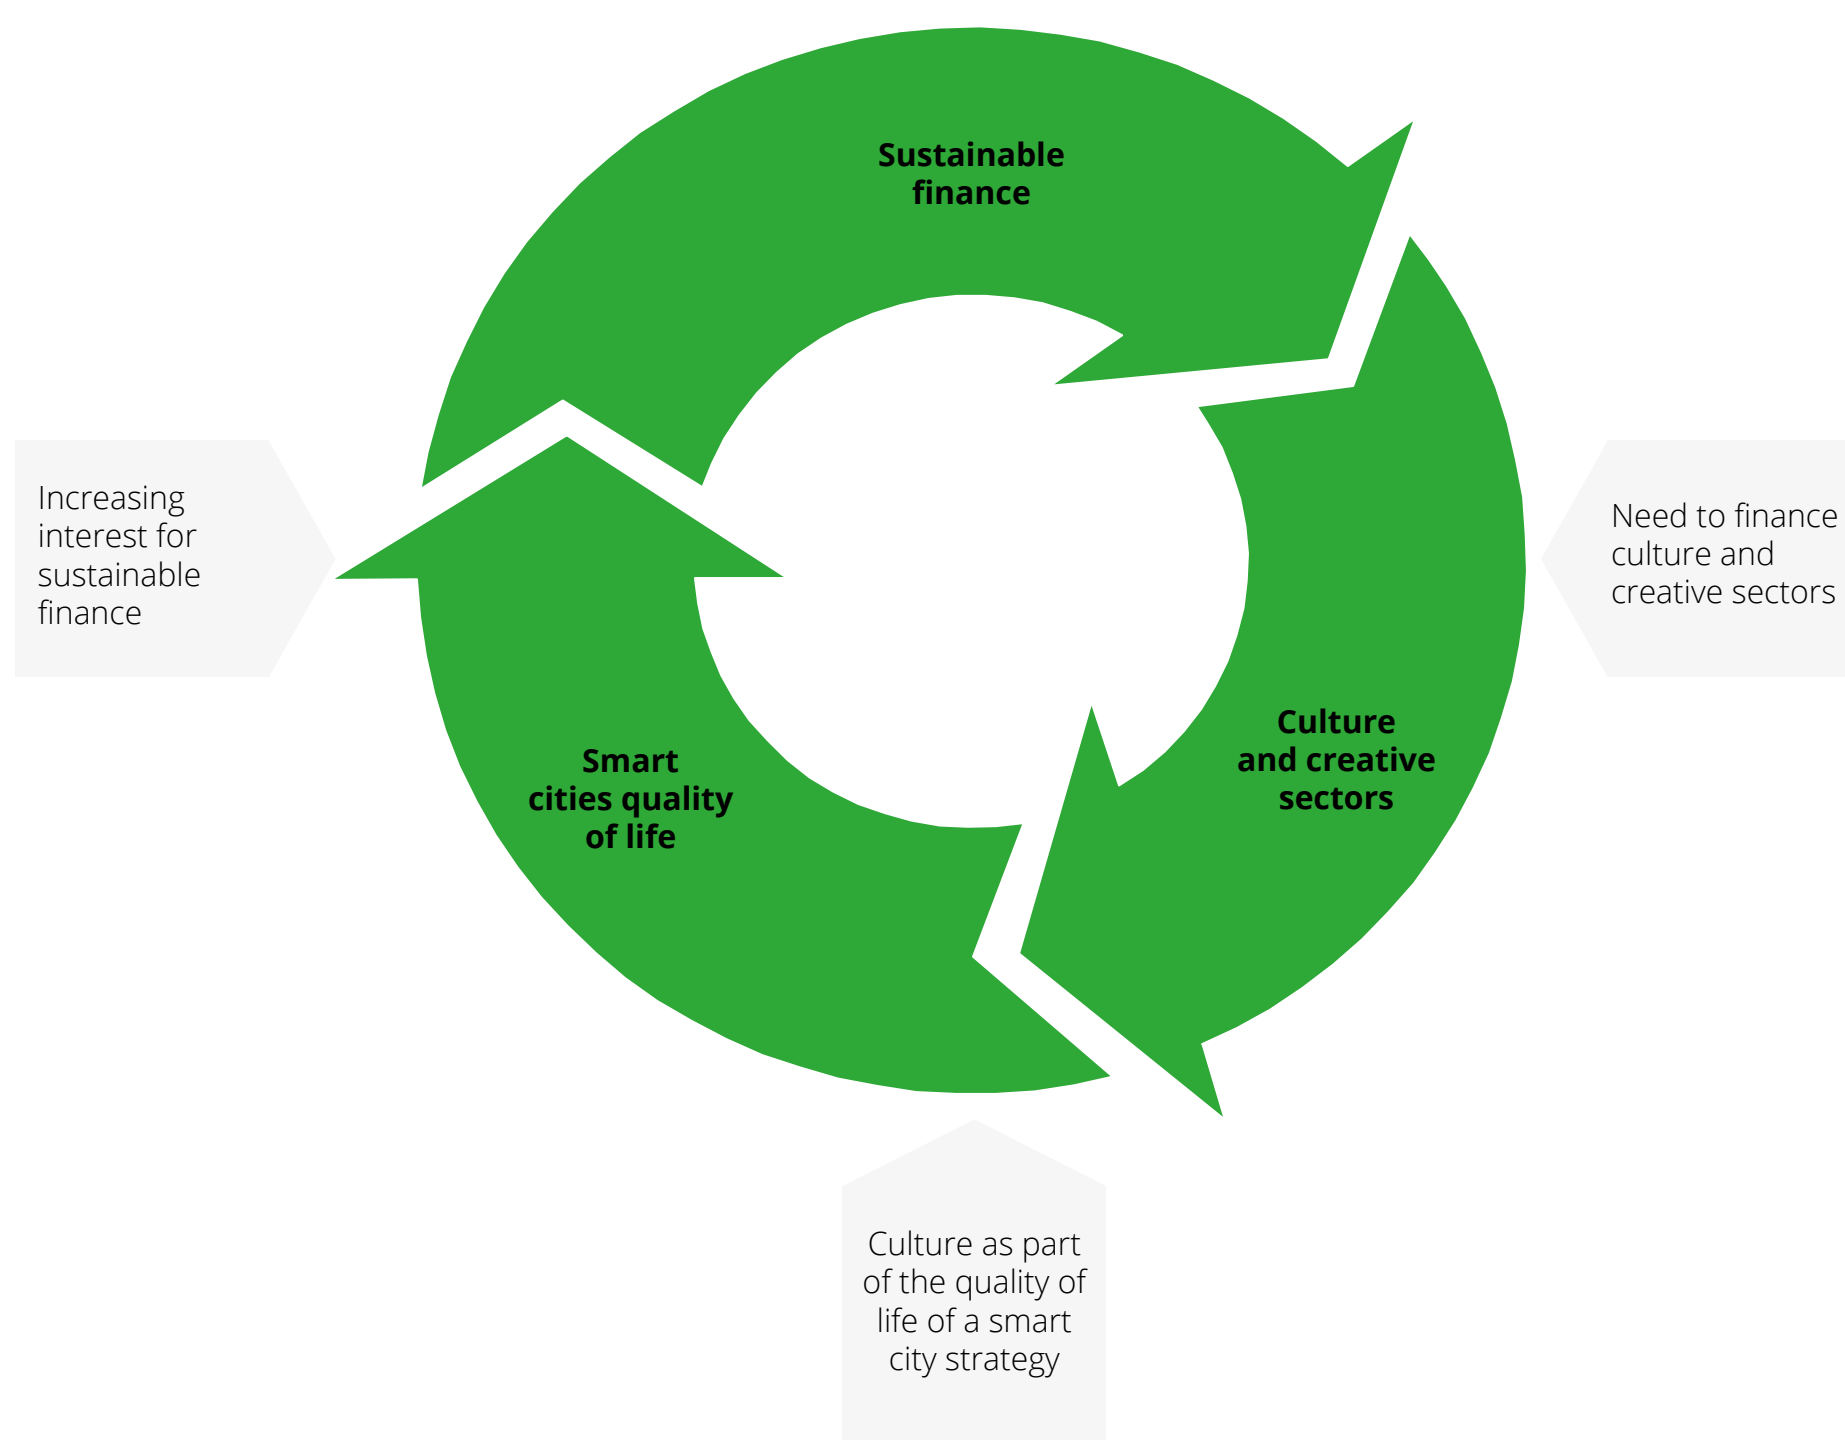 Sustainable
finance
Increasing
interest for
sustainable
finance
Need to finance
culture and
creative sectors
Culture
and creative
sectors
Smart
cities quality
of life
Culture as part
of the quality of
life of a smart
city strategy